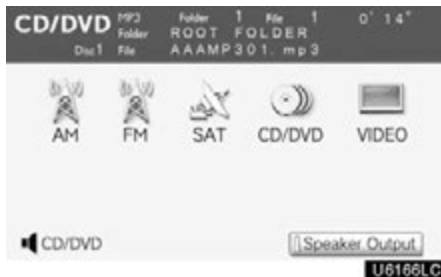 CD/DVD MP3 Folder 1 File 1 0' 14"
Folder ROOT FOLDER
Disc1 File AAAMP301.mp3
AM FM SAT CD/DVD VIDEO
CD/DVD Speaker Output
U6166LC